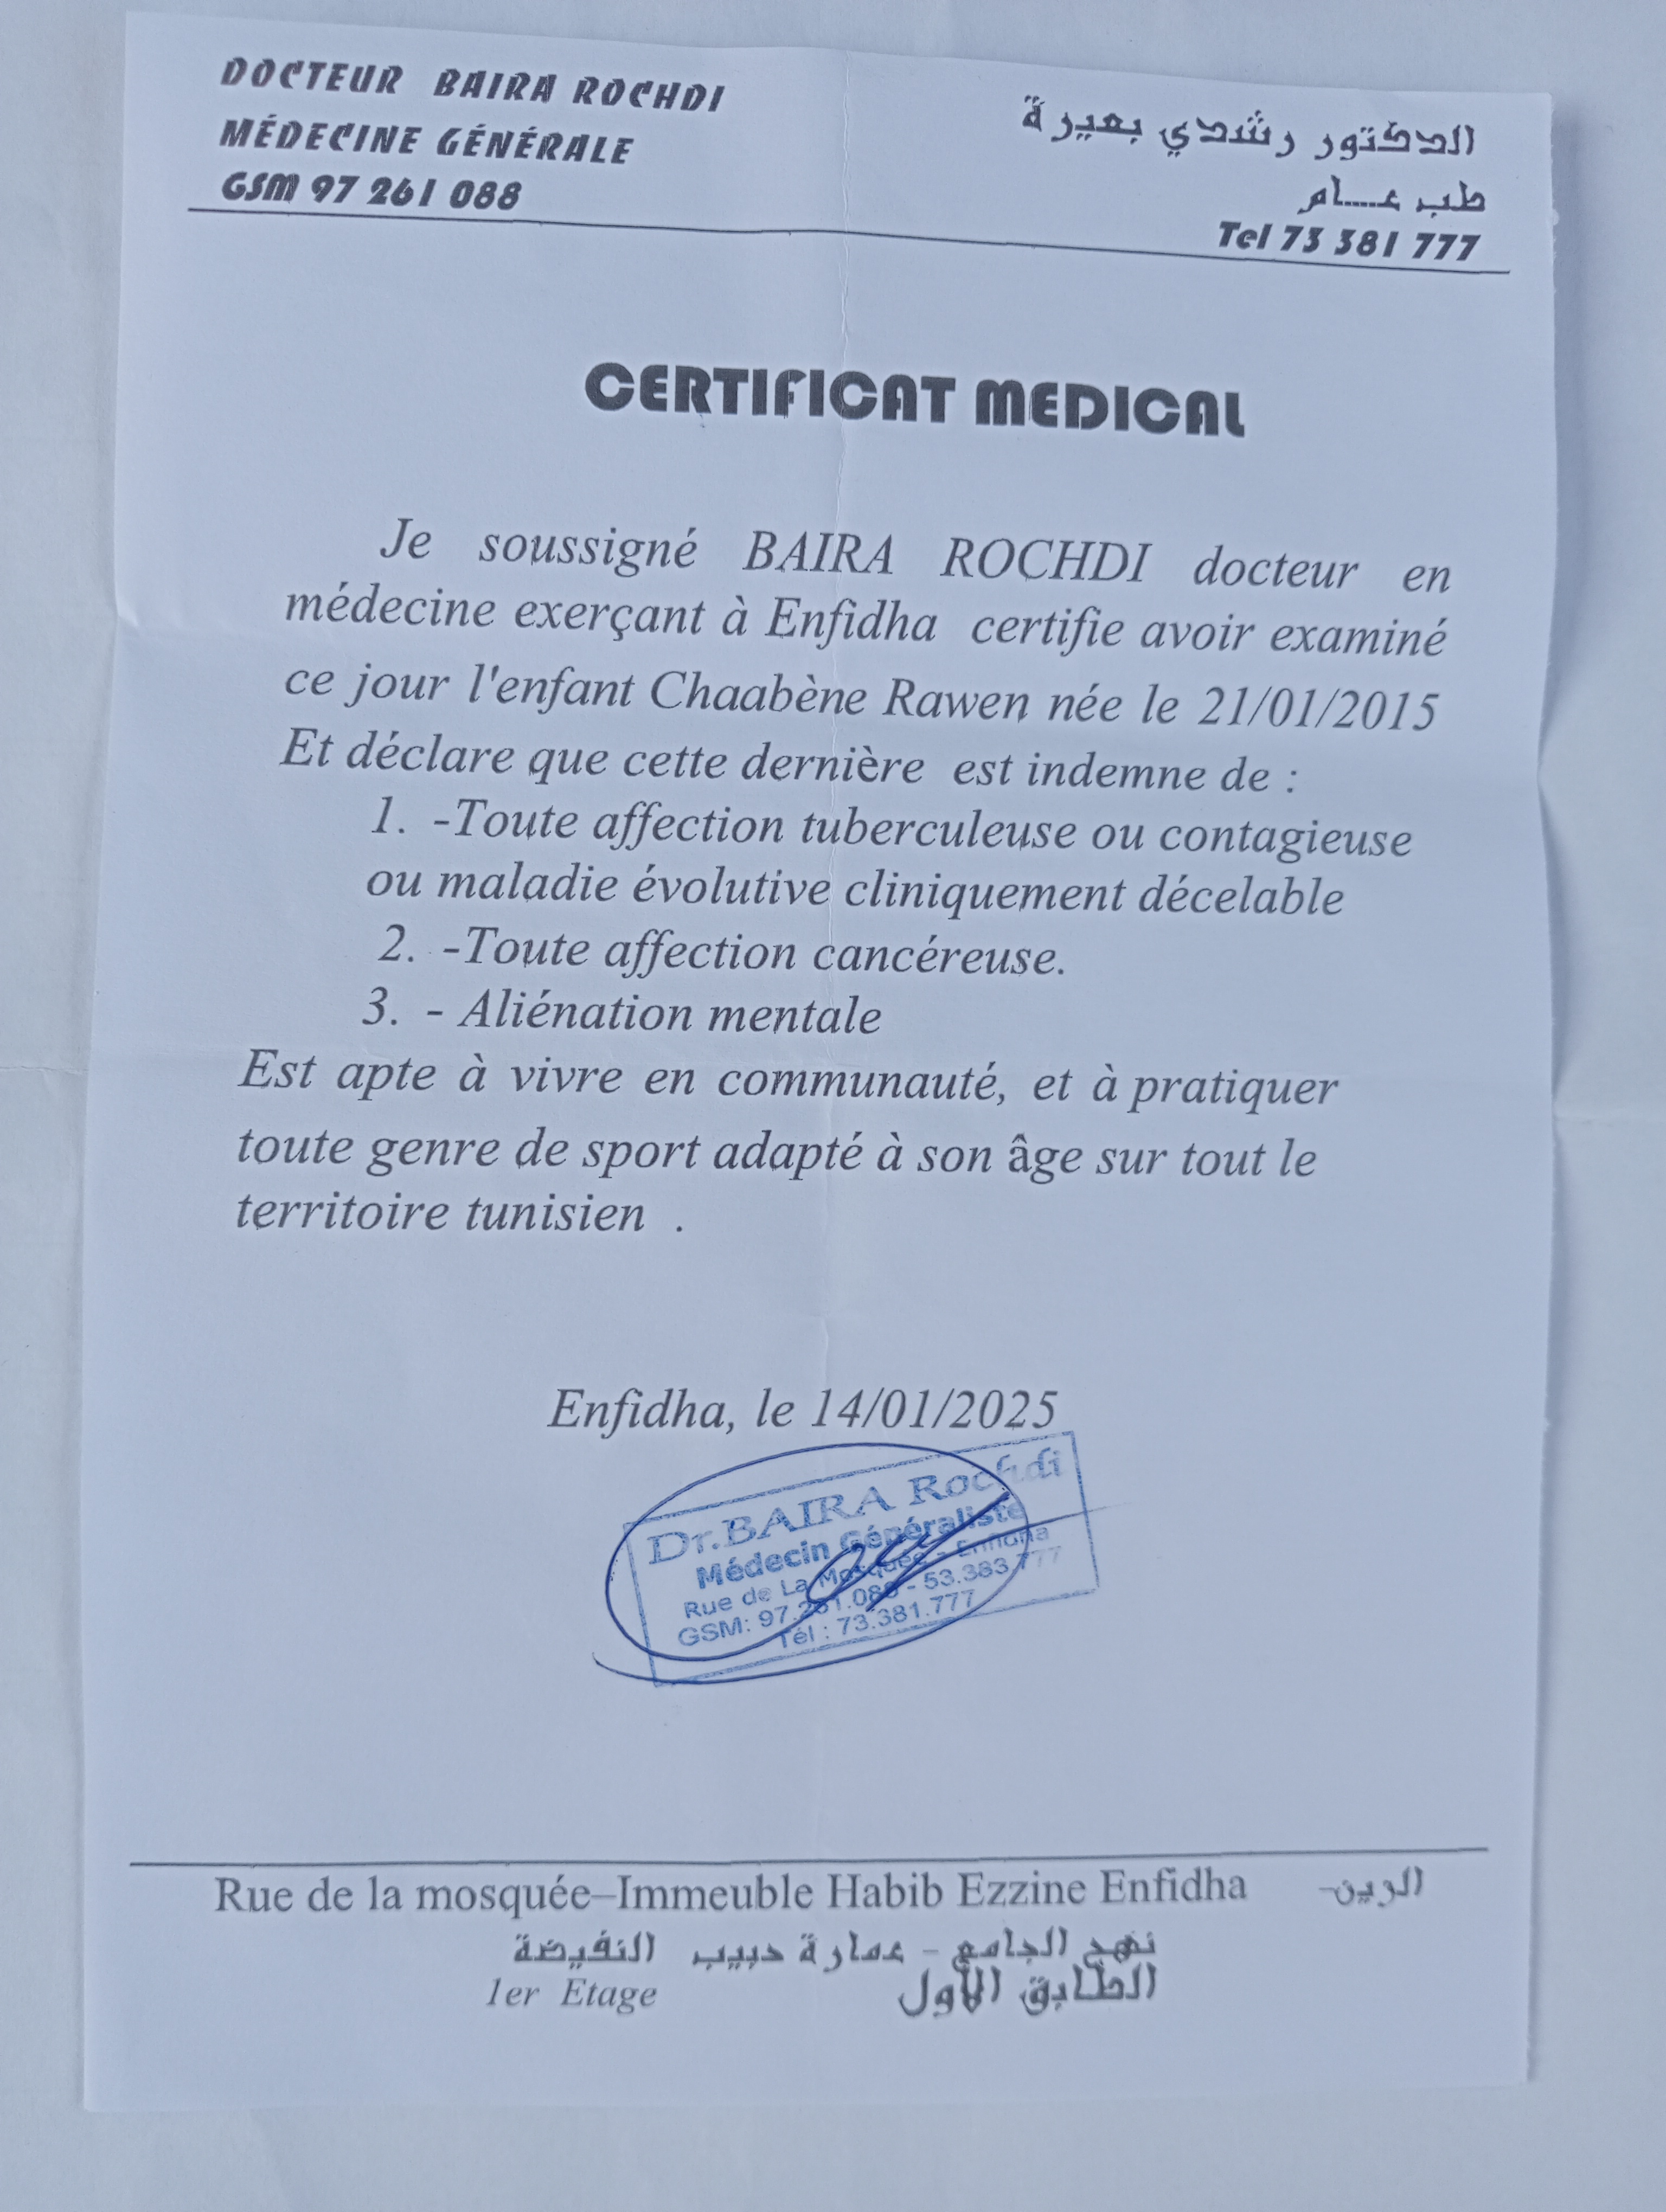 DOCTEUR BAIRA ROCHDI
MÉDECINE GÉNÉRALE
GSM 97 261 088
الدكتور رشدي بعيرة
طب عـــام
Tel 73 381 777
CERTIFICAT MEDICAL
Je soussigné BAIRA ROCHDI docteur en
médecine exerçant à Enfidha certifie avoir examiné
ce jour l'enfant Chaabène Rawen née le 21/01/2015
Et déclare que cette dernière est indemne de :
1. -Toute affection tuberculeuse ou contagieuse
ou maladie évolutive cliniquement décelable
2. -Toute affection cancéreuse.
3. - Aliénation mentale
Est apte à vivre en communauté, et à pratiquer
toute genre de sport adapté à son âge sur tout le
territoire tunisien .
Enfidha, le 14/01/2025
Dr.BAIRA Rochdi
Médecin Généraliste
Rue de La Mosquée - Enfidha
GSM: 97.261.088 - 53.383.777
Tél : 73.381.777
Rue de la mosquée–Immeuble Habib Ezzine Enfidha الزين-
نهج الجامع - عمارة حبيب النفيضة
1er Etage الطابق الأول